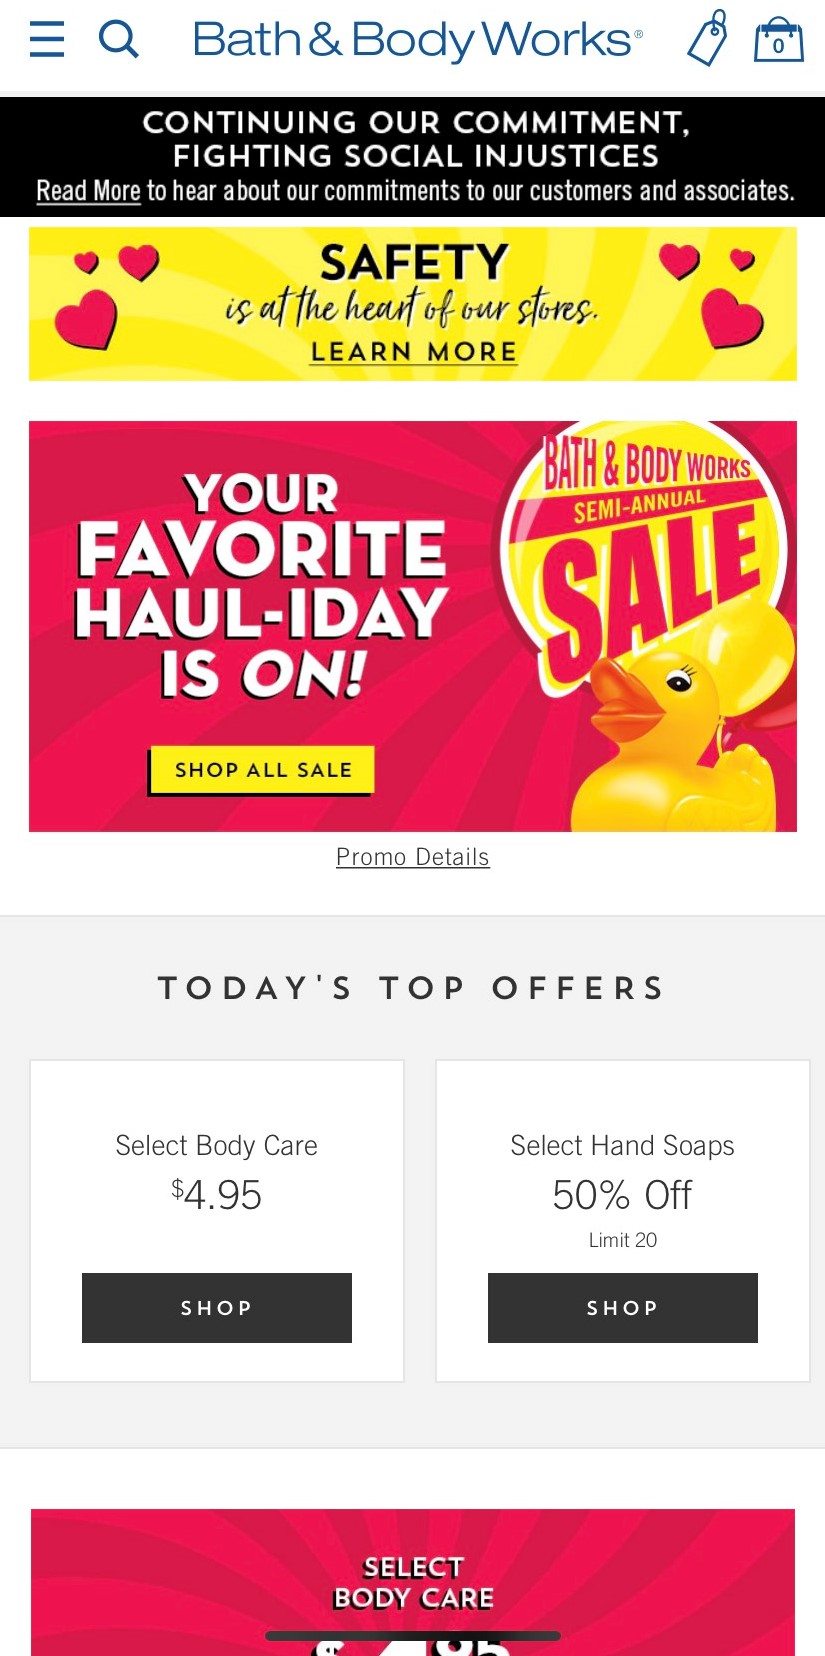 Bath & Body Works®
0
CONTINUING OUR COMMITMENT,
FIGHTING SOCIAL INJUSTICES
Read More to hear about our commitments to our customers and associates.
SAFETY
is at the heart of our stores.
LEARN MORE
YOUR
FAVORITE
HAUL-IDAY
IS ON!
SHOP ALL SALE
BATH & BODY WORKS
SEMI-ANNUAL
SALE
Promo Details
TODAY'S TOP OFFERS
Select Body Care
$4.95
SHOP
Select Hand Soaps
50% Off
Limit 20
SHOP
SELECT
BODY CARE
$4.95